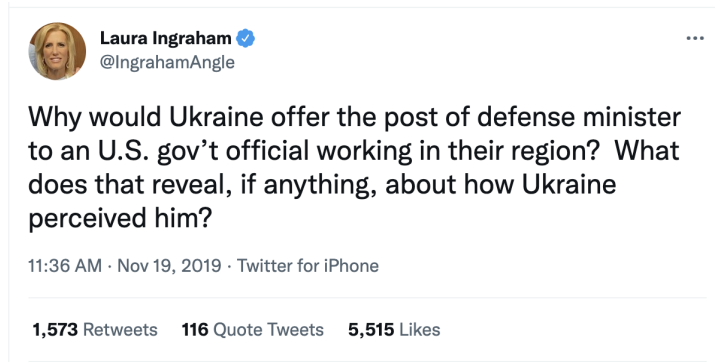 Laura Ingraham
@IngrahamAngle
Why would Ukraine offer the post of defense minister
to an U.S. gov’t official working in their region?  What
does that reveal, if anything, about how Ukraine
perceived him?
11:36 AM · Nov 19, 2019 · Twitter for iPhone
1,573 Retweets 116 Quote Tweets 5,515 Likes